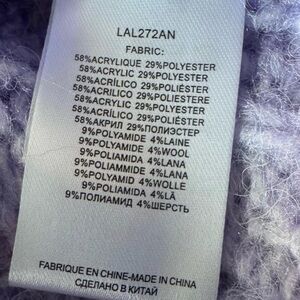 LAL272AN
FABRIC:
58%ACRYLIQUE 29%POLYESTER
58%ACRYLIC 29%POLYESTER
58%ACRÍLICO 29%POLIÉSTER
58%ACRILICO 29%POLIESTERE
58%ACRYLIC 29%POLYESTER
58%ACRÍLICO 29%POLIÉSTER
58%АКРИЛ 29%ПОЛИЭСТЕР
9%POLYAMIDE 4%LAINE
9%POLYAMIDE 4%WOOL
9%POLIAMIDA 4%LANA
9%POLIAMMIDE 4%LANA
9%POLYAMID 4%WOLLE
9%POLIAMIDA 4%LÃ
9%ПОЛИАМИД 4%ШЕРСТЬ
FABRIQUE EN CHINE-MADE IN CHINA
СДЕЛАНО В КИТАЙ